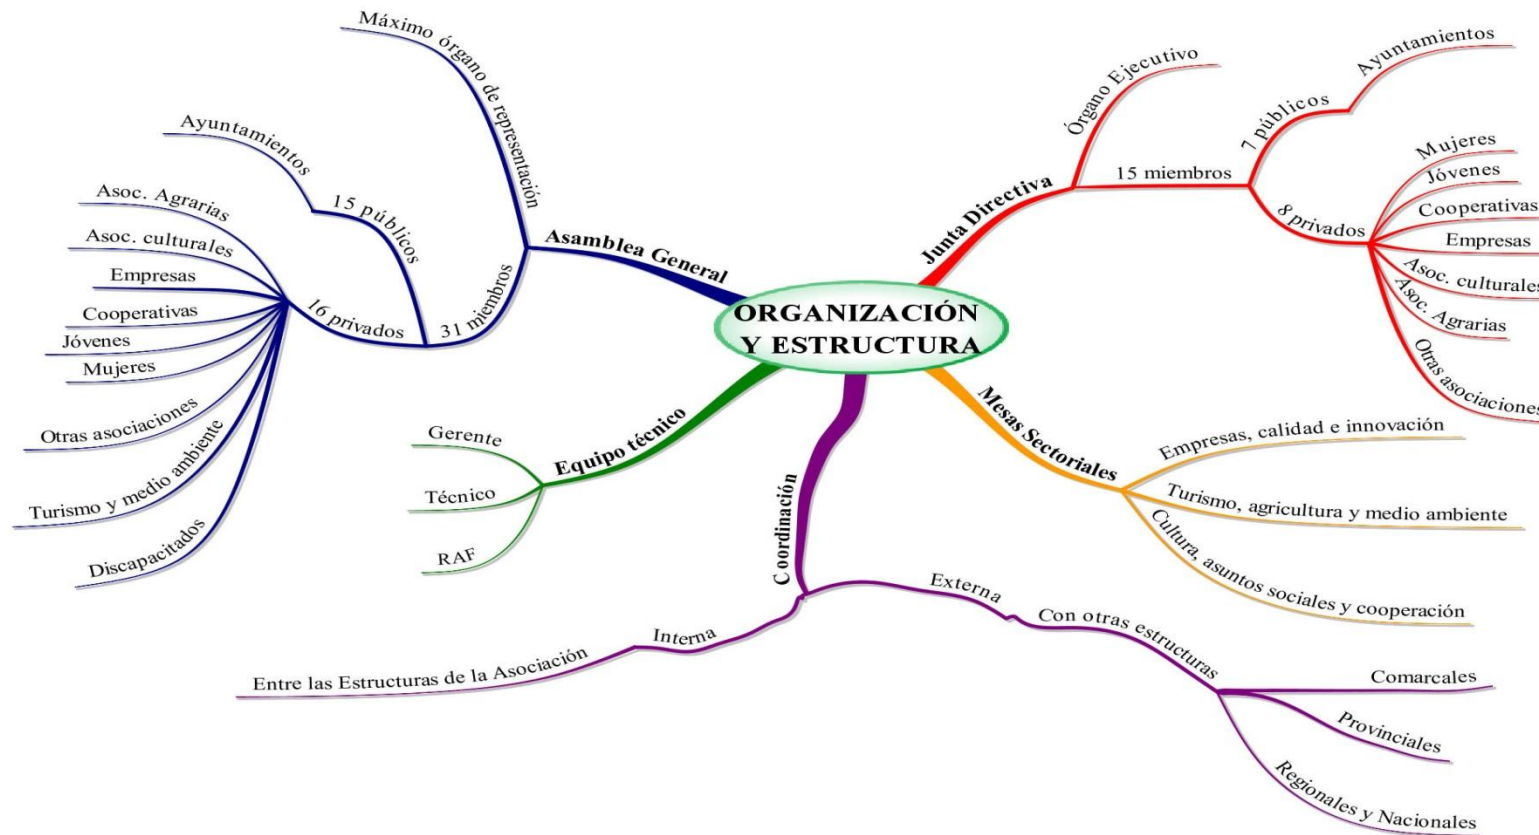 ORGANIZACIÓN
Y ESTRUCTURA
Asamblea General
Máximo órgano de representación
31 miembros
15 públicos
Ayuntamientos
16 privados
Asoc. Agrarias
Asoc. culturales
Empresas
Cooperativas
Jóvenes
Mujeres
Otras asociaciones
Turismo y medio ambiente
Discapacitados
Junta Directiva
Órgano Ejecutivo
15 miembros
7 públicos
Ayuntamientos
8 privados
Mujeres
Jóvenes
Cooperativas
Empresas
Asoc. culturales
Asoc. Agrarias
Otras asociaciones
Equipo técnico
Gerente
Técnico
RAF
Mesas Sectoriales
Empresas, calidad e innovación
Turismo, agricultura y medio ambiente
Cultura, asuntos sociales y cooperación
Coordinación
Interna
Entre las Estructuras de la Asociación
Externa
Con otras estructuras
Comarcales
Provinciales
Regionales y Nacionales